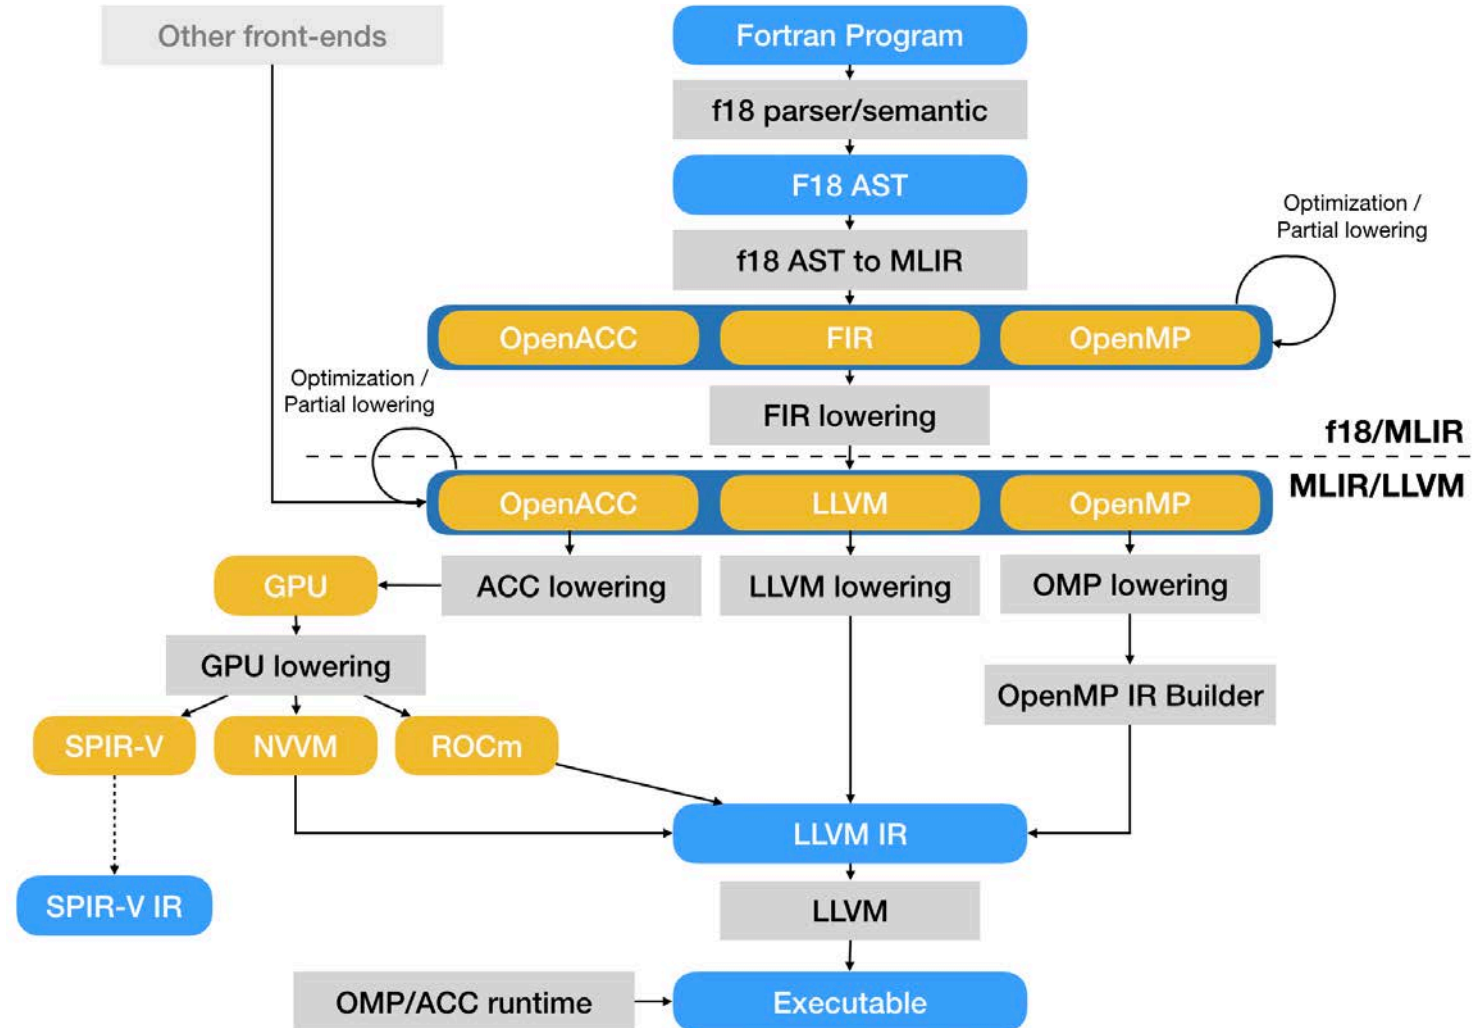 Other front-ends
Fortran Program
f18 parser/semantic
F18 AST
f18 AST to MLIR
Optimization /
Partial lowering
OpenACC
FIR
OpenMP
Optimization /
Partial lowering
FIR lowering
f18/MLIR
MLIR/LLVM
OpenACC
LLVM
OpenMP
GPU
ACC lowering
LLVM lowering
OMP lowering
GPU lowering
OpenMP IR Builder
SPIR-V
NVVM
ROCm
LLVM IR
SPIR-V IR
LLVM
OMP/ACC runtime
Executable